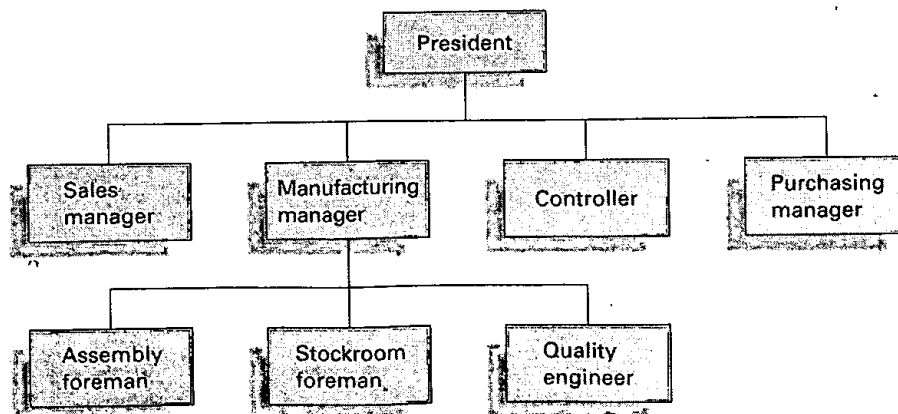 President
Sales
manager
Manufacturing
manager
Controller
Purchasing
manager
Assembly
foreman
Stockroom
foreman
Quality
engineer